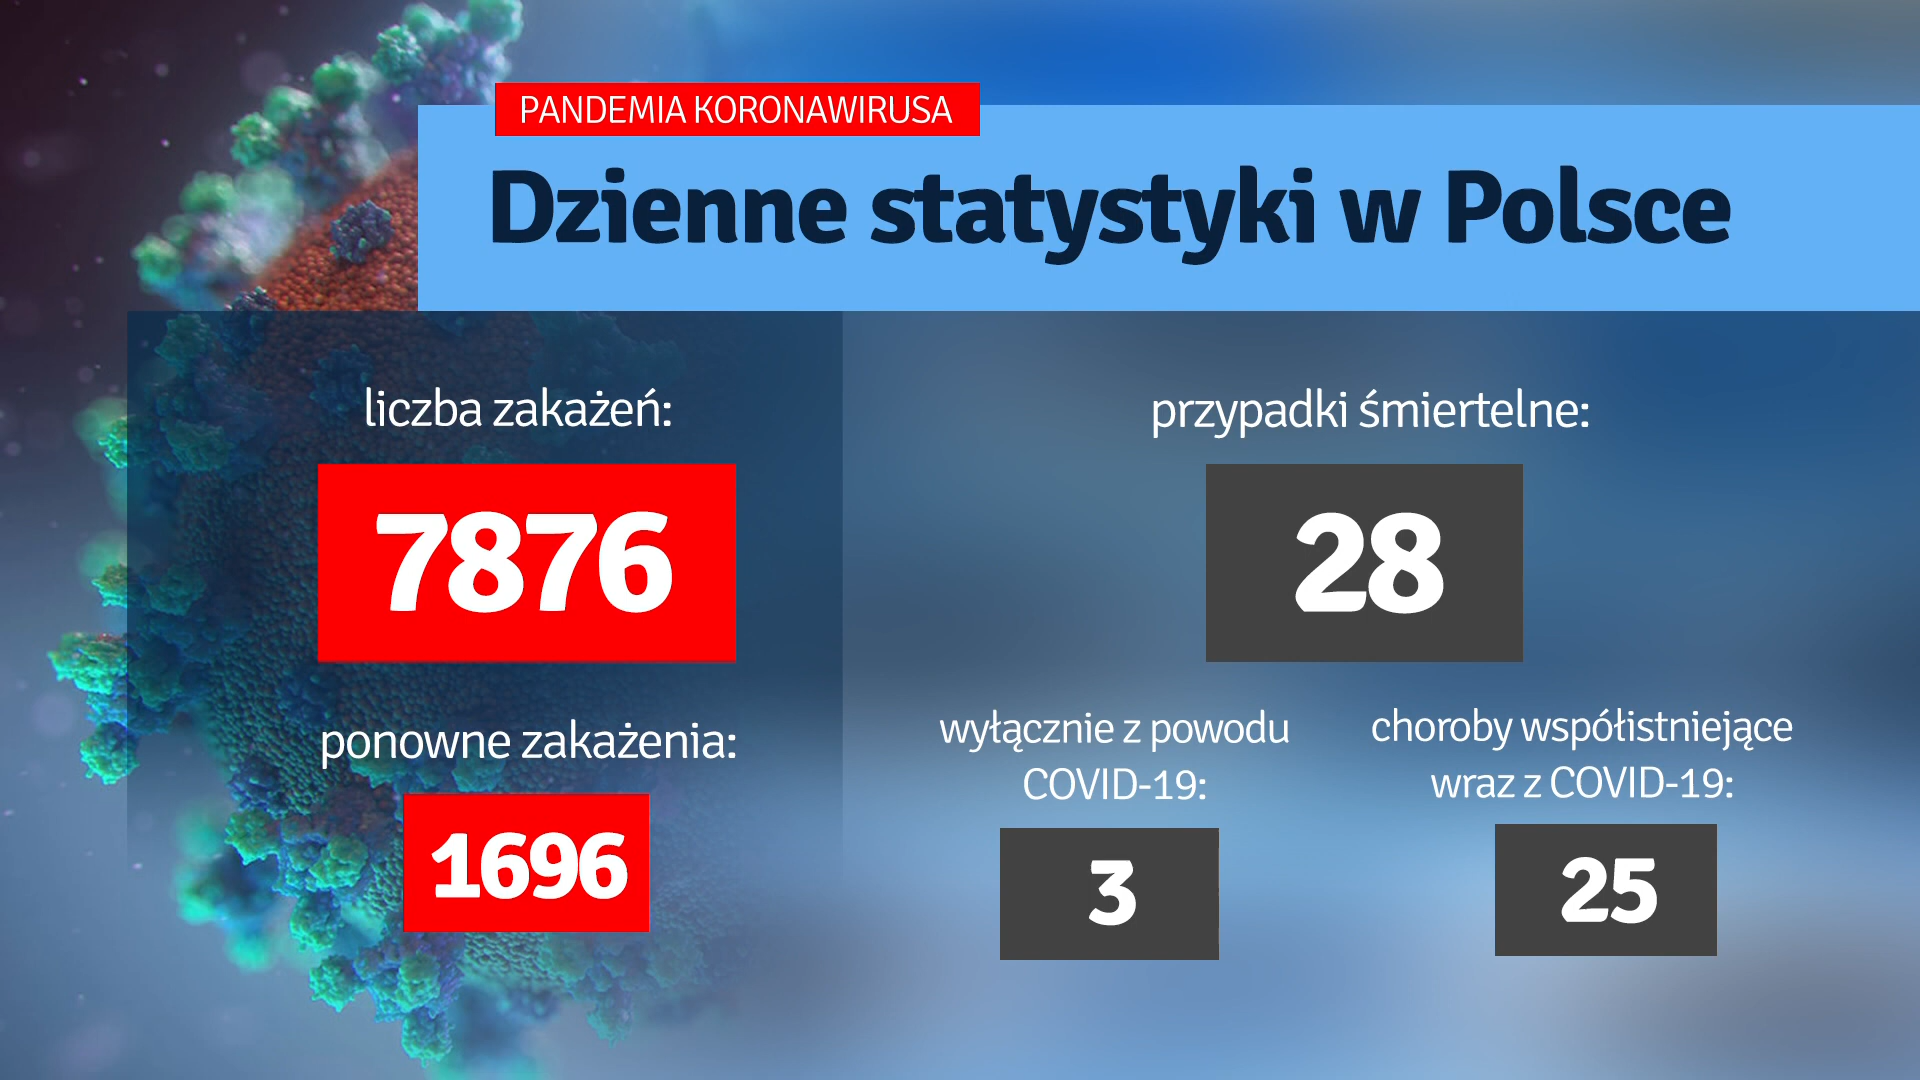 PANDEMIA KORONAWIRUSA
Dzienne statystyki w Polsce
liczba zakażeń:
7876
ponowne zakażenia:
1696
przypadki śmiertelne:
28
wyłącznie z powodu
COVID-19:
3
choroby współistniejące
wraz z COVID-19:
25